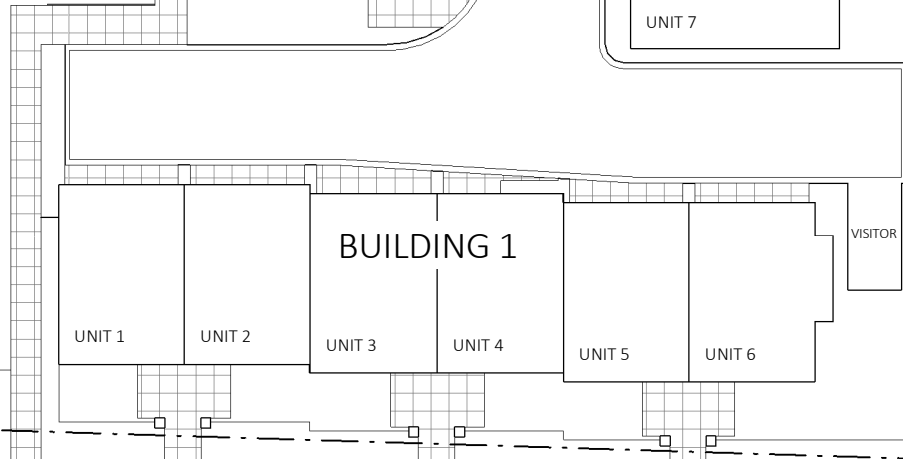 UNIT 7
VISITOR
BUILDING 1
UNIT 1
UNIT 2
UNIT 3
UNIT 4
UNIT 5
UNIT 6